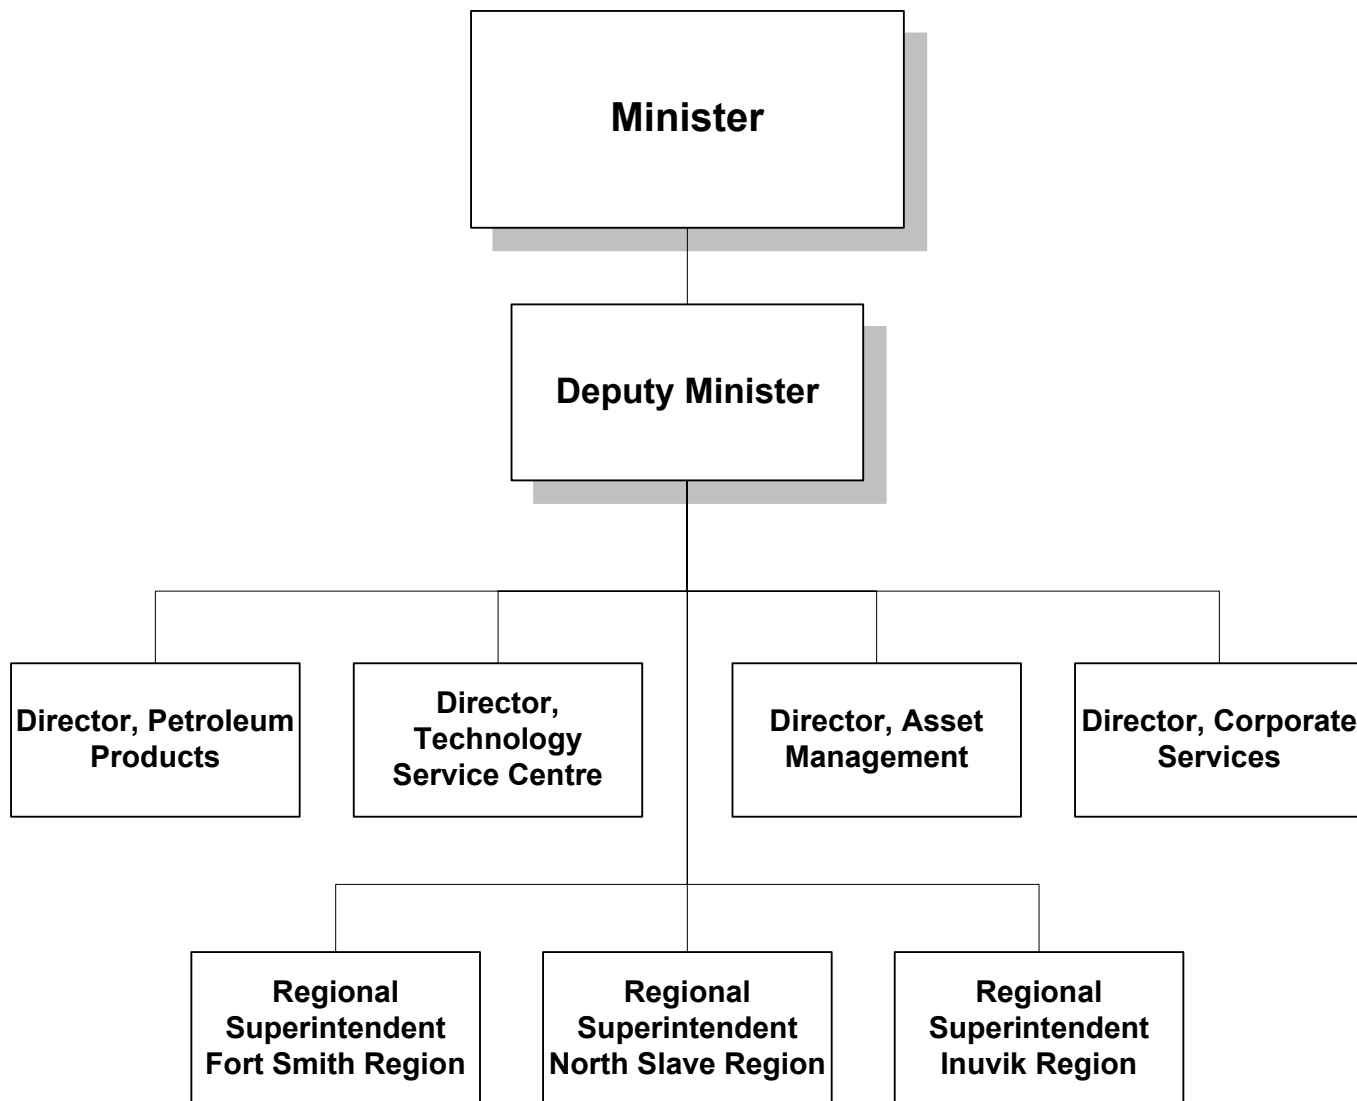 Minister
Deputy Minister
Director, Petroleum
Products
Director,
Technology
Service Centre
Director, Asset
Management
Director, Corporate
Services
Regional
Superintendent
Fort Smith Region
Regional
Superintendent
North Slave Region
Regional
Superintendent
Inuvik Region